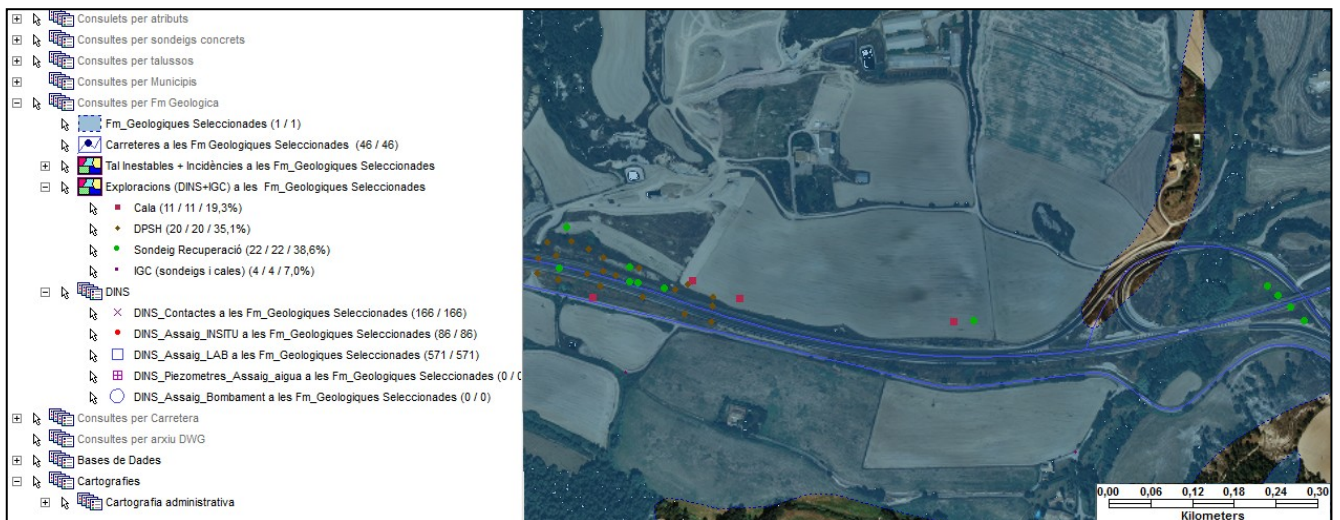 Consulets per atributs
Consultes per sondeigs concrets
Consultes per talussos
Consultes per Municipis
Consultes per Fm Geologica
Fm_Geologiques Seleccionades (1 / 1)
Carreteres a les Fm Geologiques Seleccionades (46 / 46)
Tal Inestables + Incidències a les Fm_Geologiques Seleccionades
Exploracions (DINS+IGC) a les Fm_Geologiques Seleccionades
Cala (11 / 11 / 19,3%)
DPSH (20 / 20 / 35,1%)
Sondeig Recuperació (22 / 22 / 38,6%)
IGC (sondeigs i cales) (4 / 4 / 7,0%)
DINS
DINS_Contactes a les Fm_Geologiques Seleccionades (166 / 166)
DINS_Assaig_INSITU a les Fm_Geologiques Seleccionades (86 / 86)
DINS_Assaig_LAB a les Fm_Geologiques Seleccionades (571 / 571)
DINS_Piezometres_Assaig_aigua a les Fm_Geologiques Seleccionades (0 / 
DINS_Assaig_Bombament a les Fm_Geologiques Seleccionades (0 / 0)
Consultes per Carretera
Consultes per arxiu DWG
Bases de Dades
Cartografies
Cartografia administrativa
0,00 0,06 0,12 0,18 0,24 0,30
Kilometers